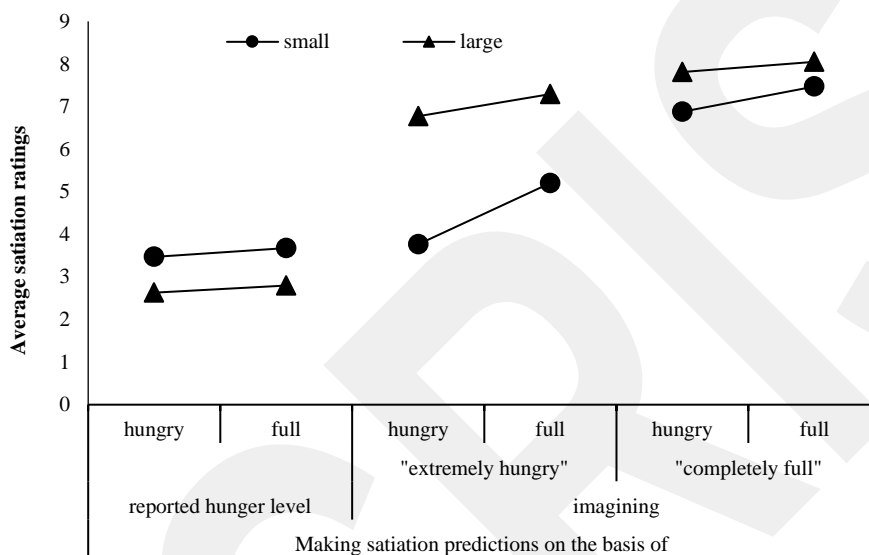 9
small large
8
7
6
5
4
3
2
1
0
Average satiation ratings
hungry full hungry full hungry full
"extremely hungry" "completely full"
reported hunger level imagining
Making satiation predictions on the basis of